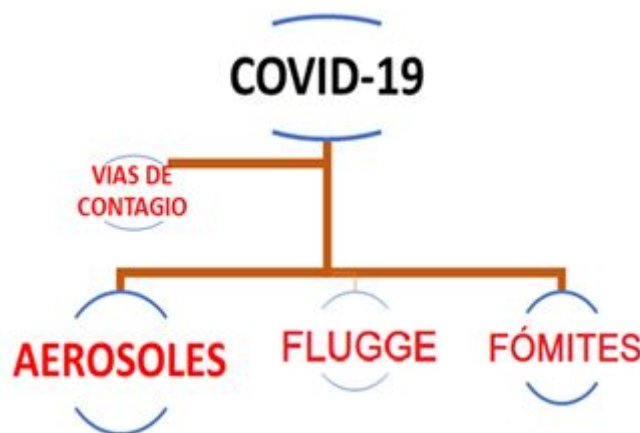 COVID-19
VIAS DE
CONTAGIO
AEROSOLES
FLUGGE
FÓMITES